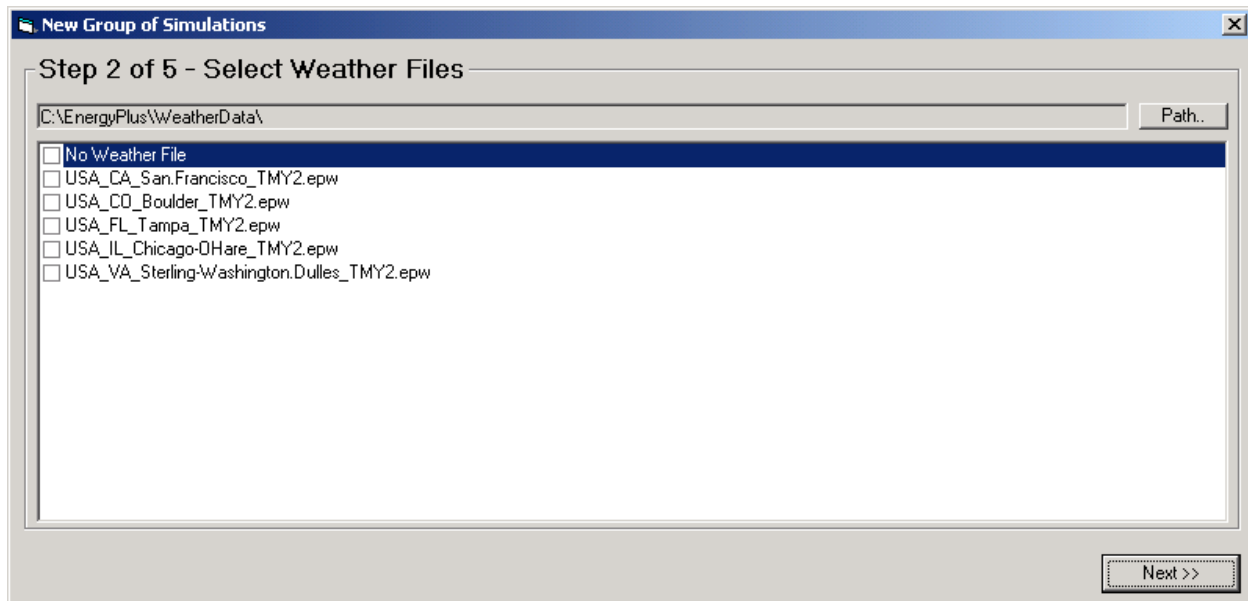 New Group of Simulations
Step 2 of 5 - Select Weather Files
C:\EnergyPlus\WeatherData\
Path..
No Weather File
USA_CA_San.Francisco_TMY2.epw
USA_CO_Boulder_TMY2.epw
USA_FL_Tampa_TMY2.epw
USA_IL_Chicago-OHare_TMY2.epw
USA_VA_Sterling-Washington.Dulles_TMY2.epw
Next >>